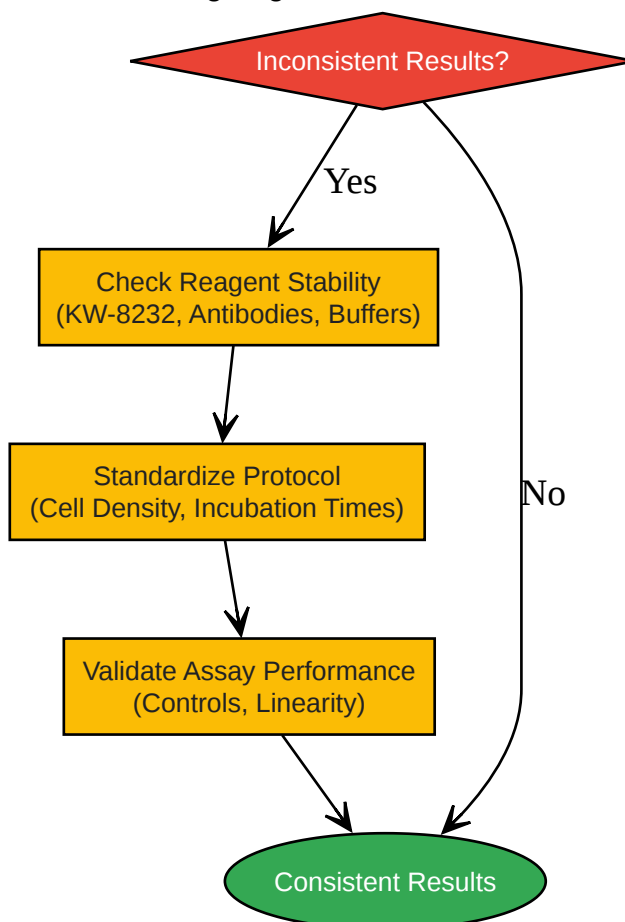 Inconsistent Results?
Yes
Check Reagent Stability
(KW-8232, Antibodies, Buffers)
Standardize Protocol
(Cell Density, Incubation Times)
No
Validate Assay Performance
(Controls, Linearity)
Consistent Results